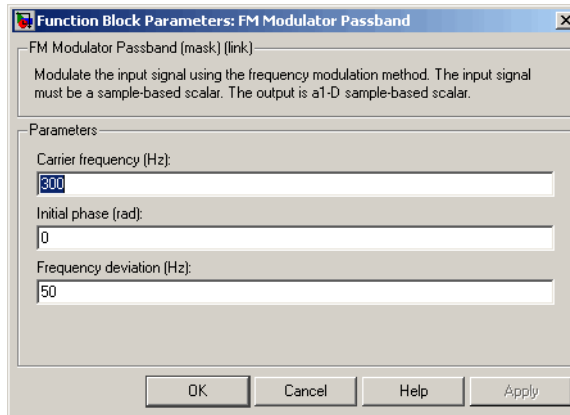 Function Block Parameters: FM Modulator Passband
FM Modulator Passband (mask) (link)
Modulate the input signal using the frequency modulation method. The input signal
must be a sample-based scalar. The output is a1-D sample-based scalar.
Parameters
Carrier frequency (Hz):
300
Initial phase (rad):
0
Frequency deviation (Hz):
50
OK Cancel Help Apply